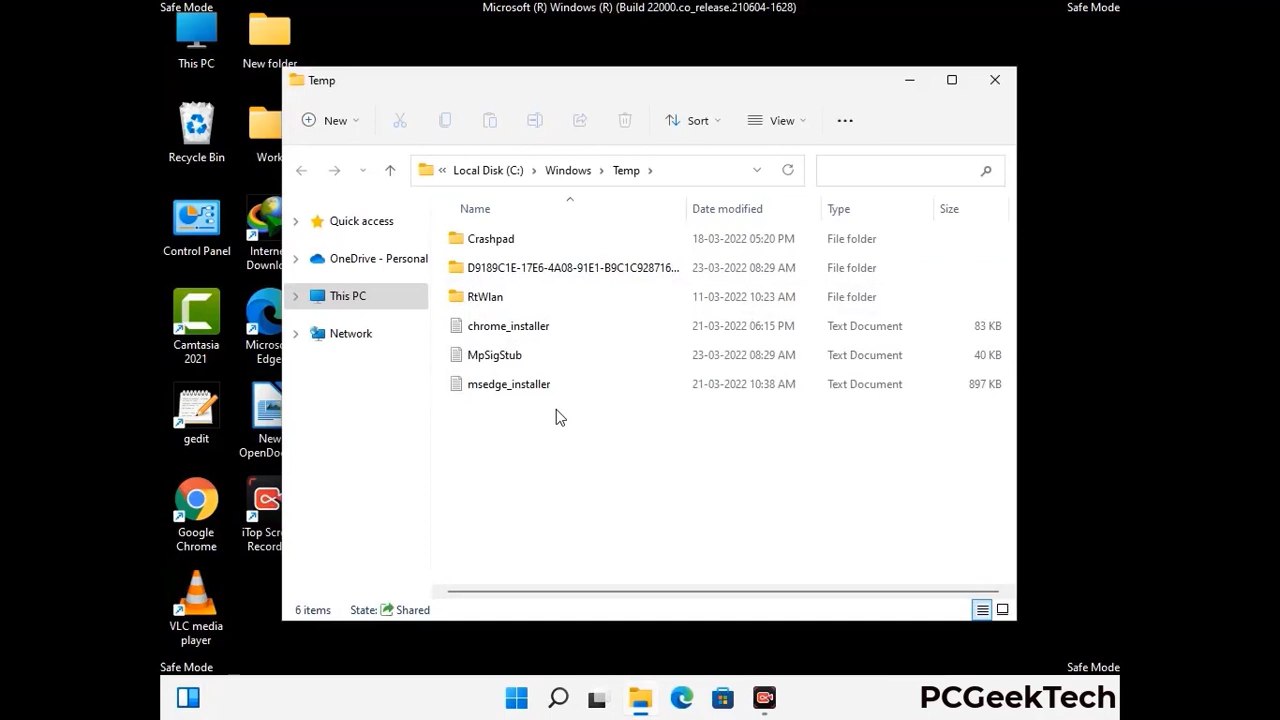 Safe Mode
Microsoft (R) Windows (R) (Build 22000.co_release.210604-1628)
Safe Mode
This PC
New folder
Recycle Bin
Work
Control Panel
Intern
Downlo
Camtasia
2021
Micros
Edge
gedit
New
OpenDo
Google
Chrome
iTop Scr
Record
VLC media
player
Temp
New
Sort
View
Local Disk (C:)
Windows
Temp
Quick access
OneDrive - Personal
This PC
Network
Name Date modified Type Size
Crashpad 18-03-2022 05:20 PM File folder
D9189C1E-17E6-4A08-91E1-B9C1C928716... 23-03-2022 08:29 AM File folder
RtWlan 11-03-2022 10:23 AM File folder
chrome_installer 21-03-2022 06:15 PM Text Document 83 KB
MpSigStub 23-03-2022 08:29 AM Text Document 40 KB
msedge_installer 21-03-2022 10:38 AM Text Document 897 KB
6 items State: Shared
Safe Mode
Safe Mode
PCGeekTech